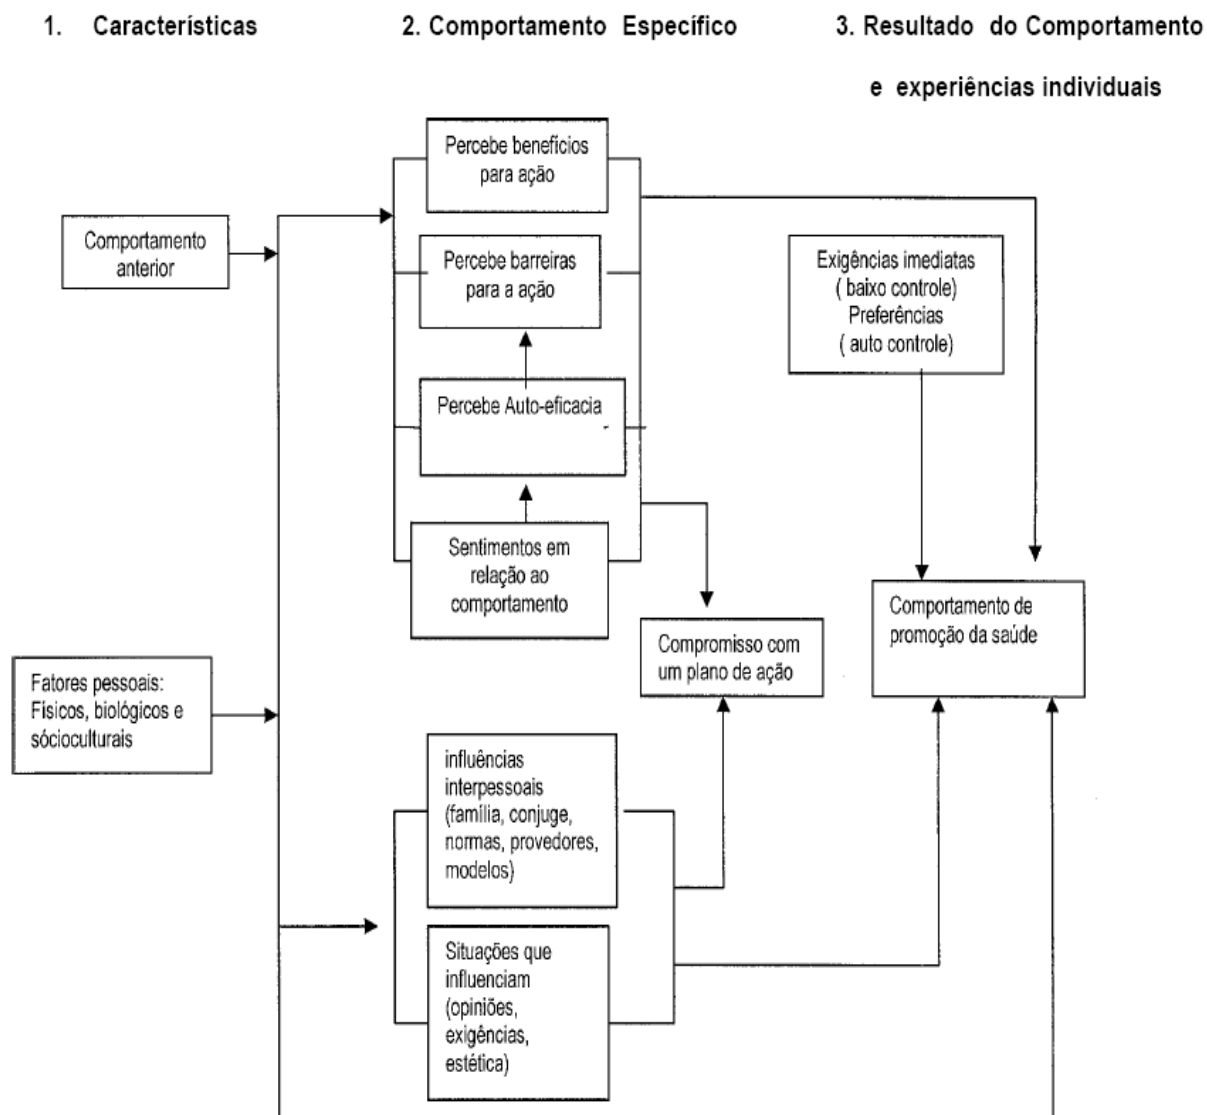 1. Características
2. Comportamento Específico
3. Resultado do Comportamento
e experiências individuais
Percebe benefícios
para ação
Comportamento
anterior
Percebe barreiras
para a ação
Exigências imediatas
( baixo controle)
Preferências
( auto controle)
Percebe Auto-eficacia
Sentimentos em
relação ao
comportamento
Compromisso com
um plano de ação
Comportamento de
promoção da saúde
Fatores pessoais:
Físicos, biológicos e
sócioculturais
influências
interpessoais
(família, conjuge,
normas, provedores,
modelos)
Situações que
influenciam
(opiniões,
exigências,
estética)